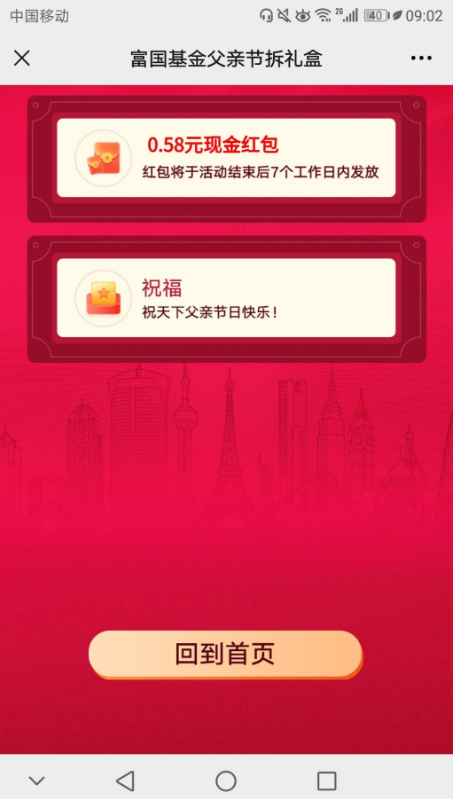 中国移动
2G
40
09:02
富国基金父亲节拆礼盒
0.58元现金红包
红包将于活动结束后7个工作日内发放
祝福
祝天下父亲节日快乐！
回到首页